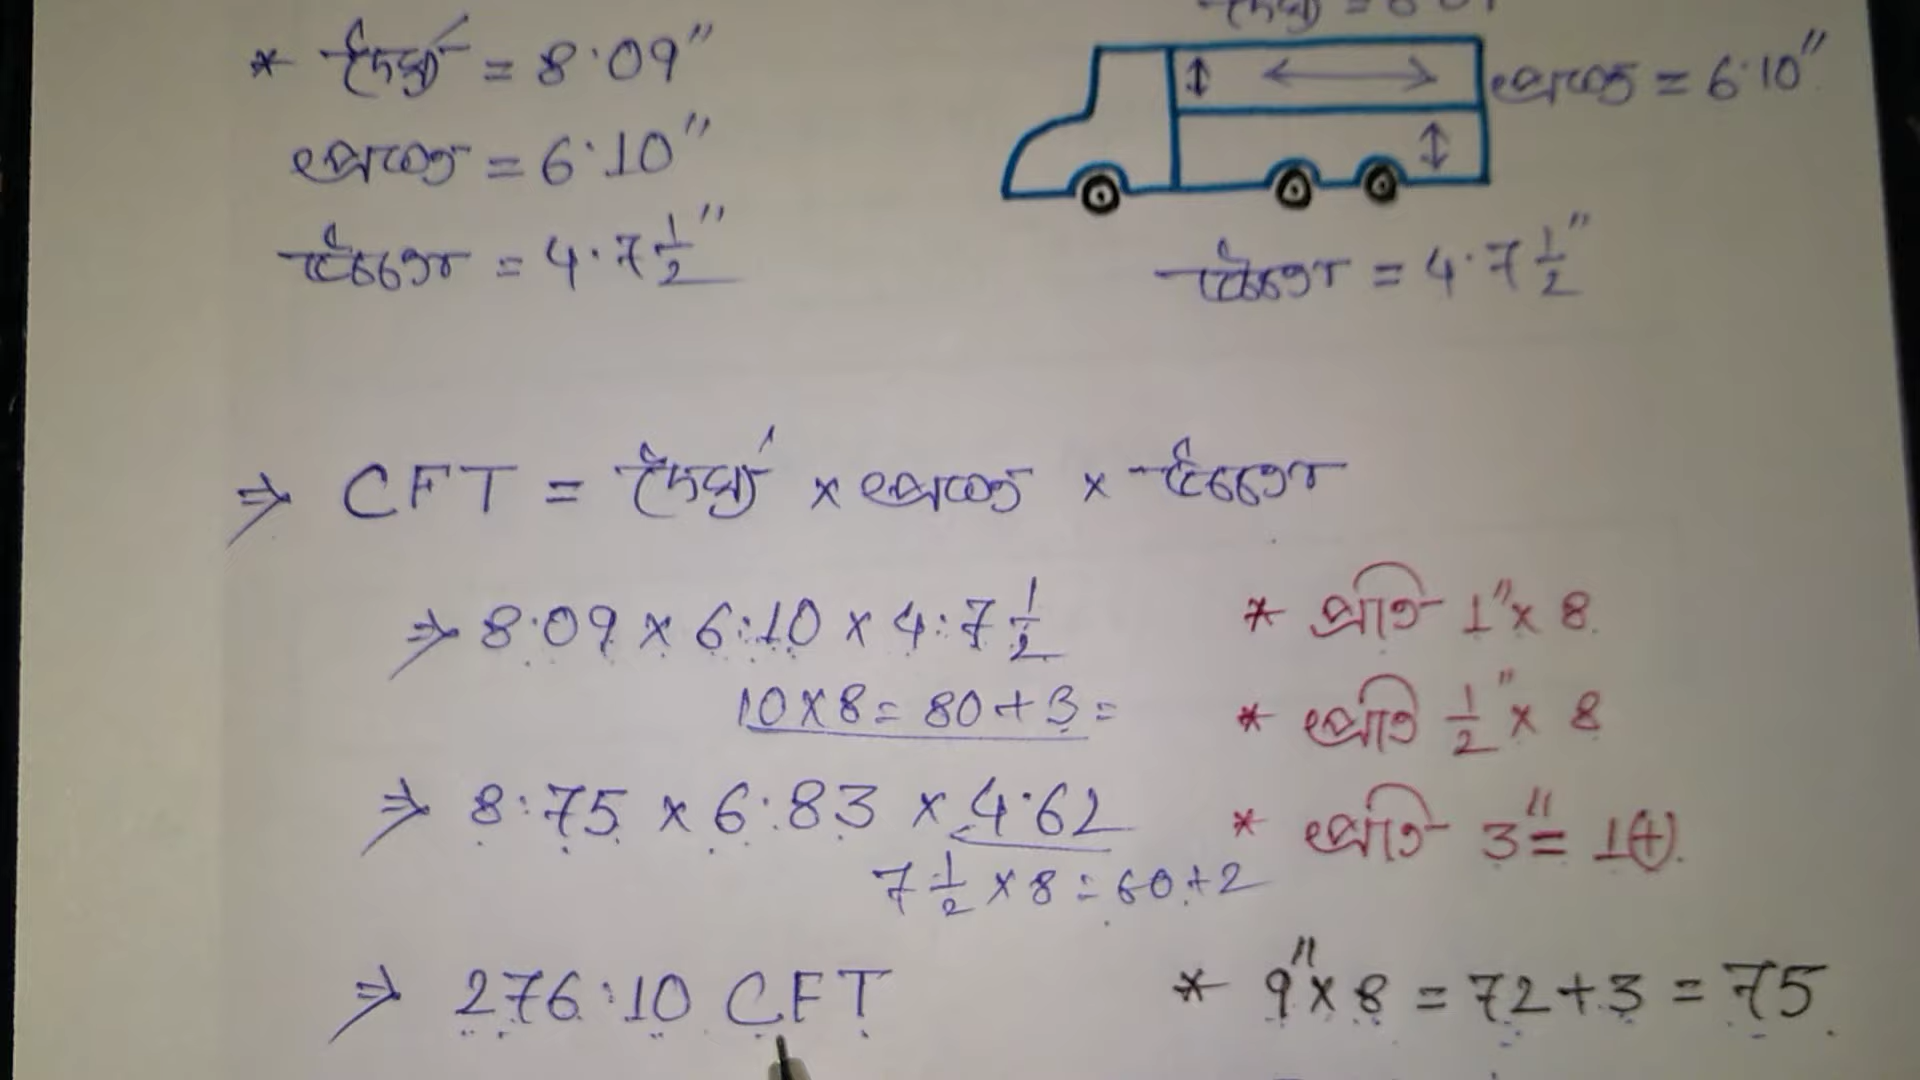 * দৈর্ঘ্য = 8.09"
প্রস্ত = 6.10"
উচ্চতা = 4.7 1/2"
প্রস্ত = 6.10"
উচ্চতা = 4.7 1/2"
⇒ CFT = দৈর্ঘ্য × প্রস্ত × উচ্চতা
⇒ 8.09 × 6:10 × 4:7 1/2
10×8 = 80+3 =
⇒ 8.75 × 6.83 × 4.62
7 1/2 × 8 = 60+2
⇒ 276.10 CFT
* প্রতি 1" × 8
* প্রতি 1/2" × 8
* প্রতি 3" = 1(+)
* 9" × 8 = 72+3 = 75